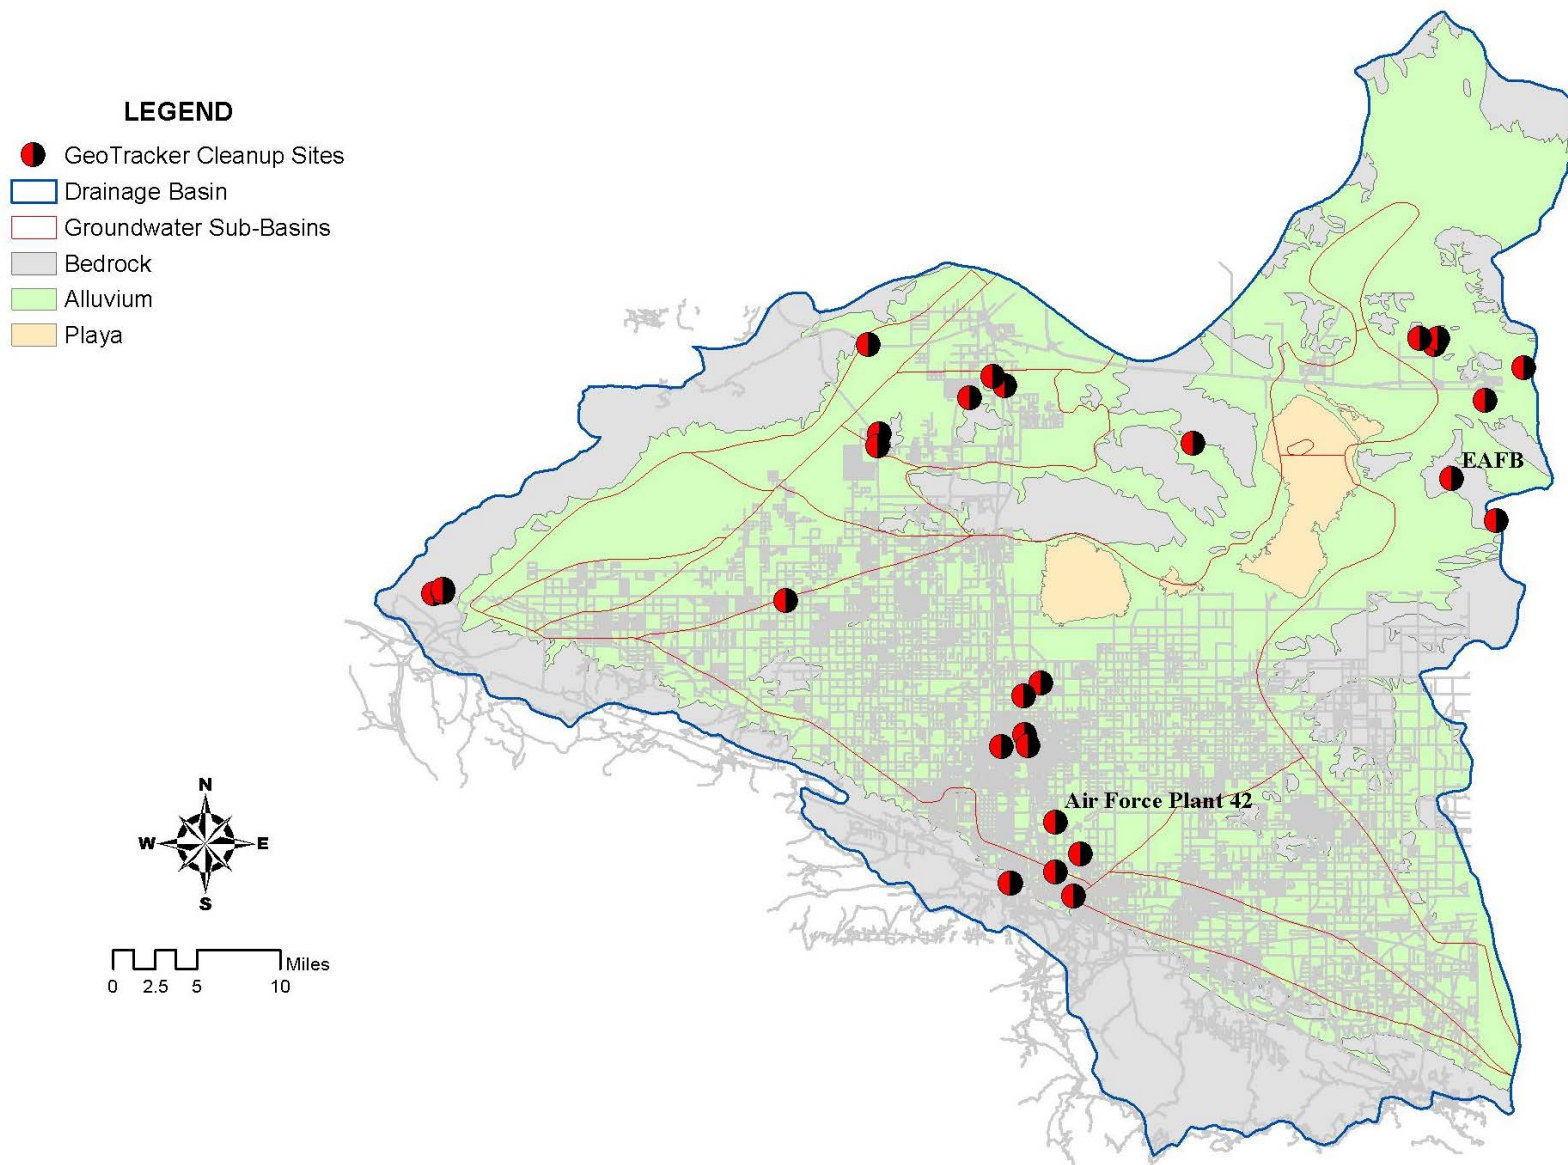 LEGEND
GeoTracker Cleanup Sites
Drainage Basin
Groundwater Sub-Basins
Bedrock
Alluvium
Playa
EAFB
Air Force Plant 42
N
W E
S
Miles
0 2.5 5 10